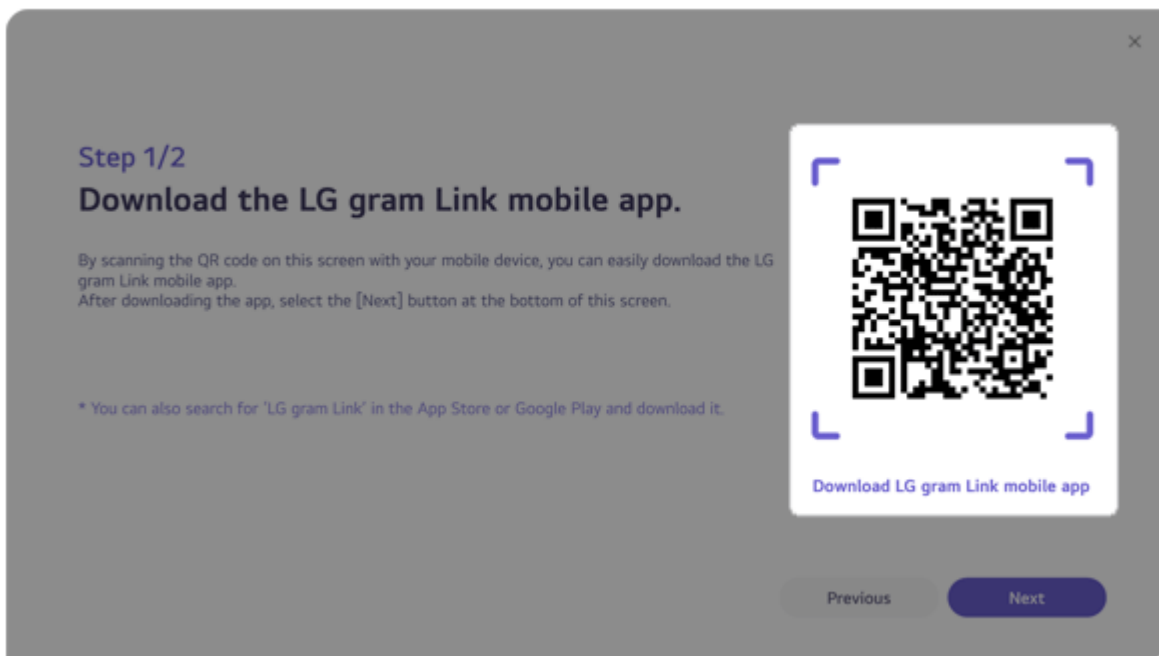 Step 1/2
Download the LG gram Link mobile app.
By scanning the QR code on this screen with your mobile device, you can easily download the LG
gram Link mobile app.
After downloading the app, select the [Next] button at the bottom of this screen.
* You can also search for ‘LG gram Link’ in the App Store or Google Play and download it.
Download LG gram Link mobile app
Previous
Next